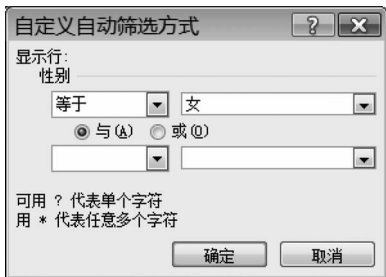 自定义自动筛选方式
显示行:
性别
等于 女
与(A) 或(O)
可用 ? 代表单个字符
用 * 代表任意多个字符
确定 取消